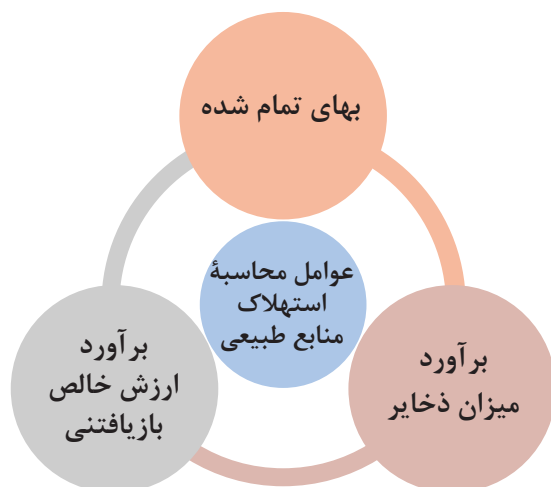 بهای تمام شده
عوامل محاسبهٔ
استهلاک
منابع طبیعی
برآورد
میزان ذخایر
برآورد
ارزش خالص
بازیافتنی